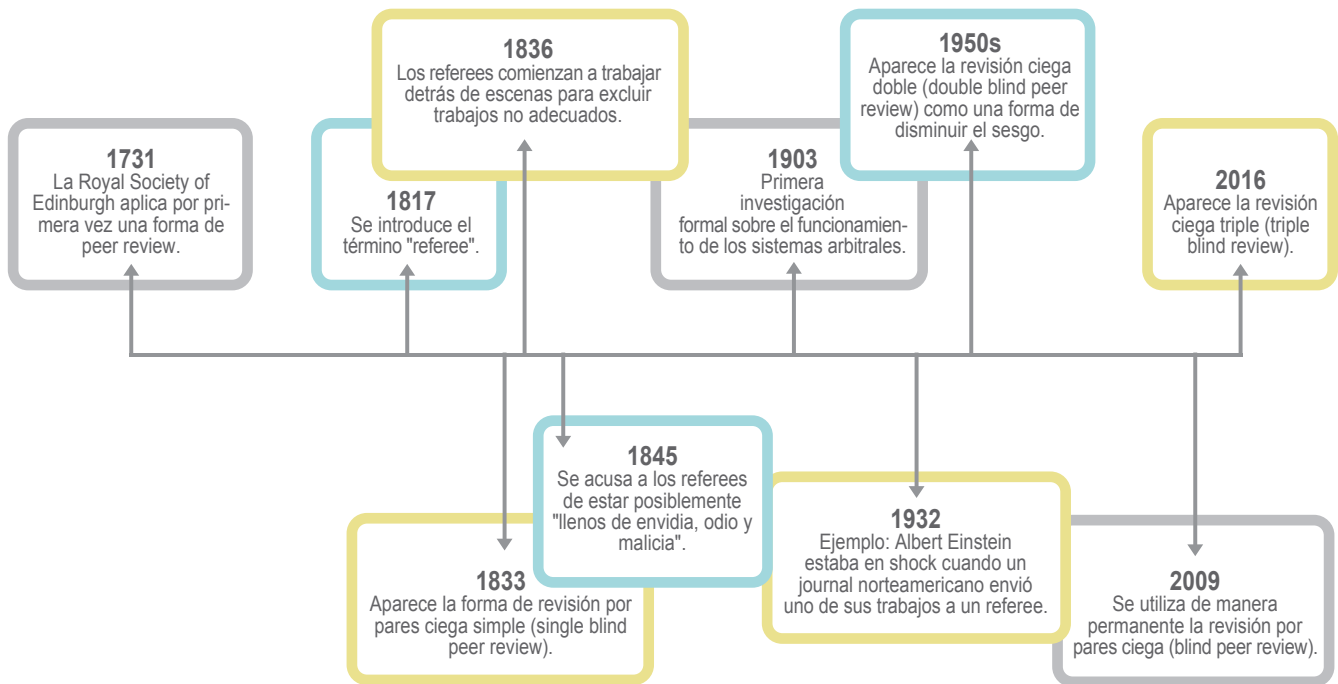 1731
La Royal Society of
Edinburgh aplica por pri-
mera vez una forma de
peer review.
1817
Se introduce el
término "referee".
1836
Los referees comienzan a trabajar
detrás de escenas para excluir
trabajos no adecuados.
1903
Primera
investigación
formal sobre el funcionamien-
to de los sistemas arbitrales.
1950s
Aparece la revisión ciega
doble (double blind peer
review) como una forma de
disminuir el sesgo.
2016
Aparece la revisión
ciega triple (triple
blind review).
1833
Aparece la forma de revisión por
pares ciega simple (single blind
peer review).
1845
Se acusa a los referees
de estar posiblemente
"llenos de envidia, odio y
malicia".
1932
Ejemplo: Albert Einstein
estaba en shock cuando un
journal norteamericano envió
uno de sus trabajos a un referee.
2009
Se utiliza de manera
permanente la revisión por
pares ciega (blind peer review).